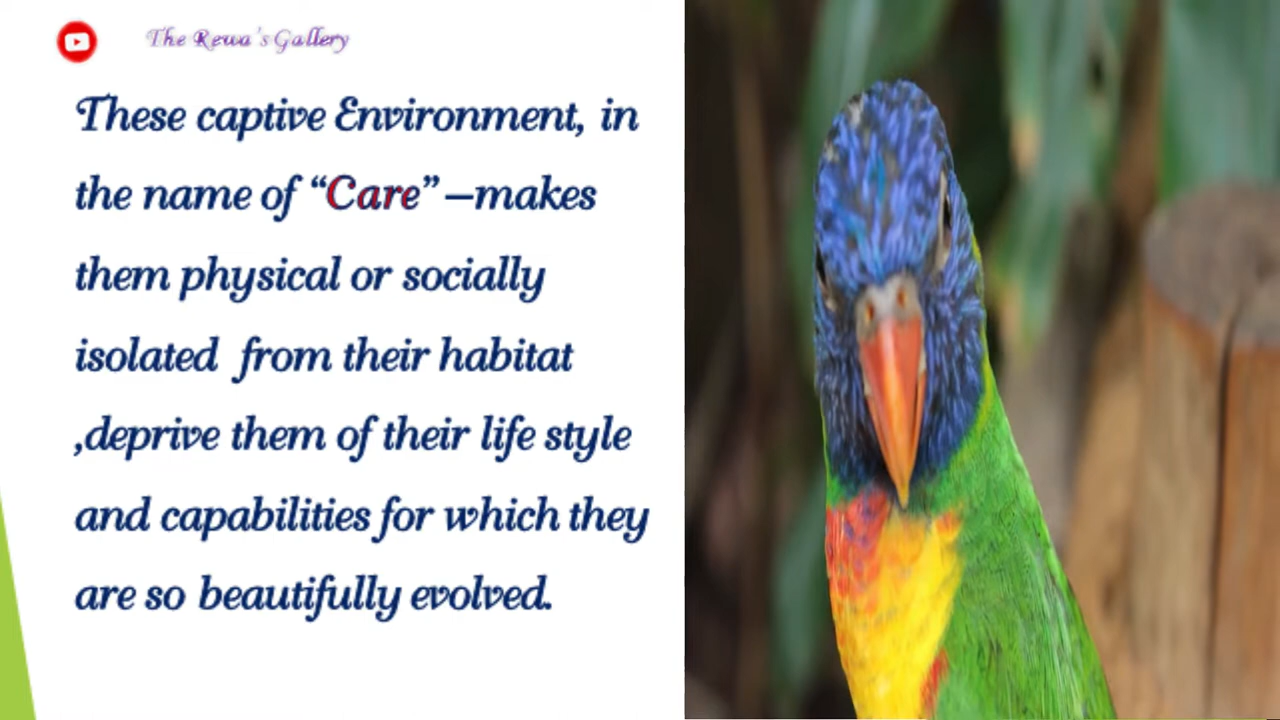 The Rewa's Gallery
These captive Environment, in
the name of “Care” –makes
them physical or socially
isolated from their habitat
,deprive them of their life style
and capabilities for which they
are so beautifully evolved.